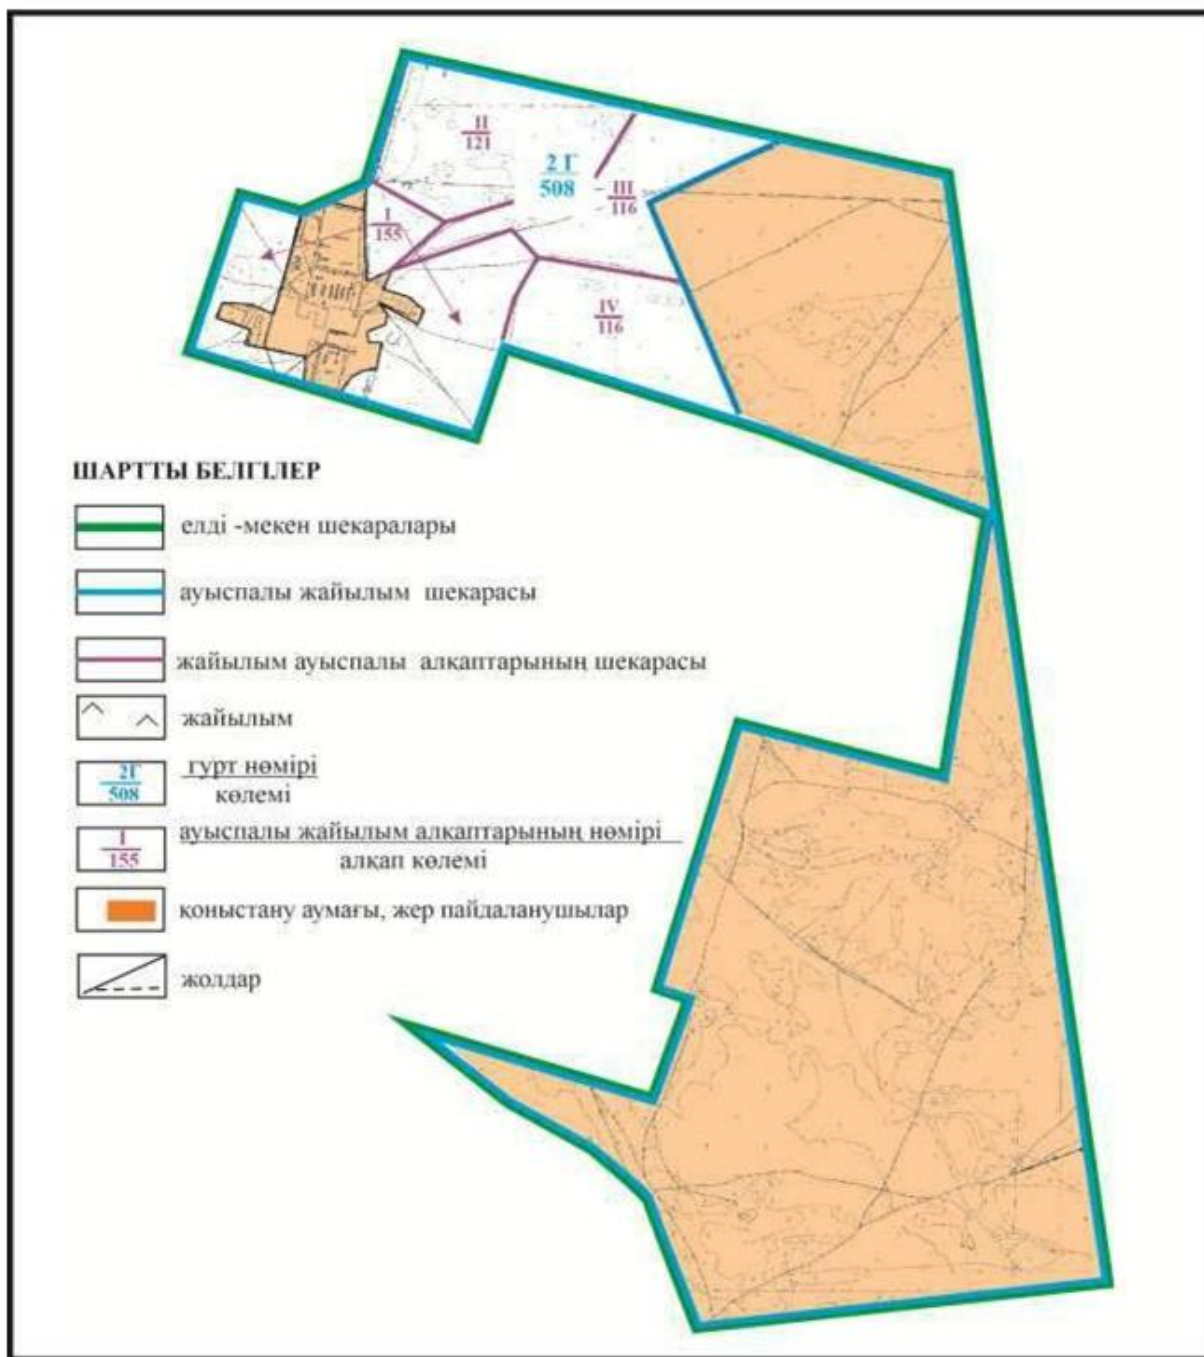 II
121
2 Г
508
III
116
I
155
IV
116
ШАРТТЫ БЕЛГІЛЕР
елді -мекен шекаралары
ауыспалы жайылым шекарасы
жайылым ауыспалы алқаптарының шекарасы
жайылым
2Г
508
гурт нөмірі
көлемі
I
155
ауыспалы жайылым алқаптарының нөмірі
алқап көлемі
қоныстану аумағы, жер пайдаланушылар
жолдар